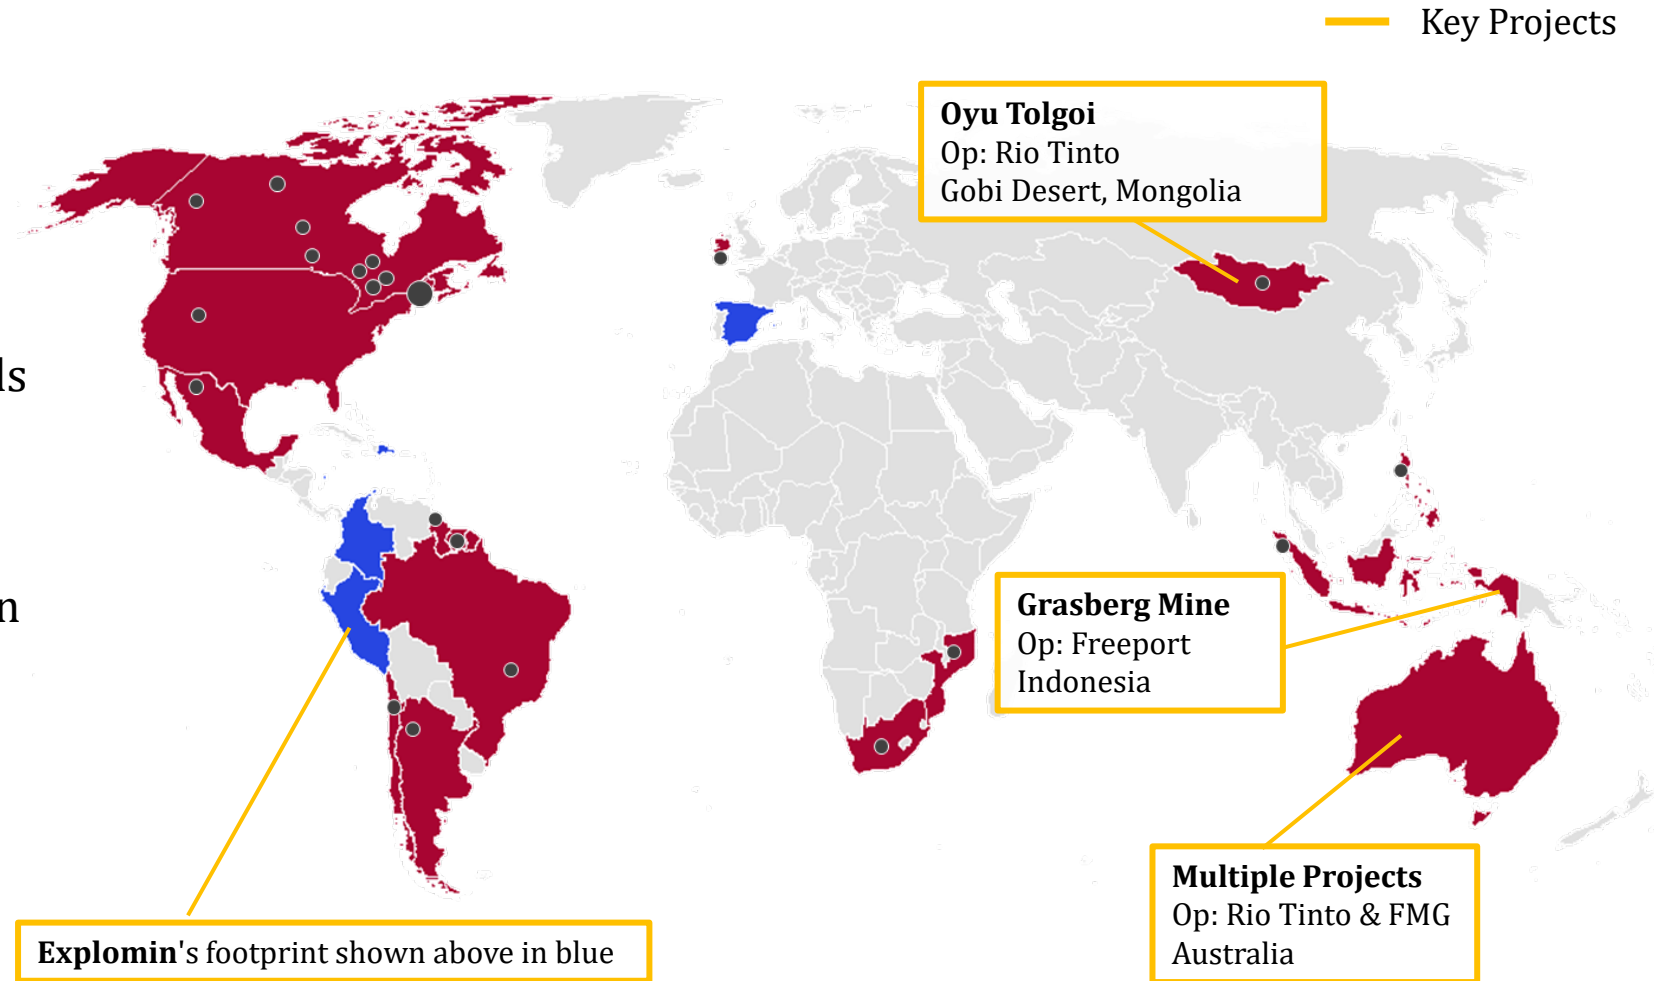 Key Projects
Oyu Tolgoi
Op: Rio Tinto
Gobi Desert, Mongolia
Grasberg Mine
Op: Freeport
Indonesia
Multiple Projects
Op: Rio Tinto & FMG
Australia
Explomin's footprint shown above in blue